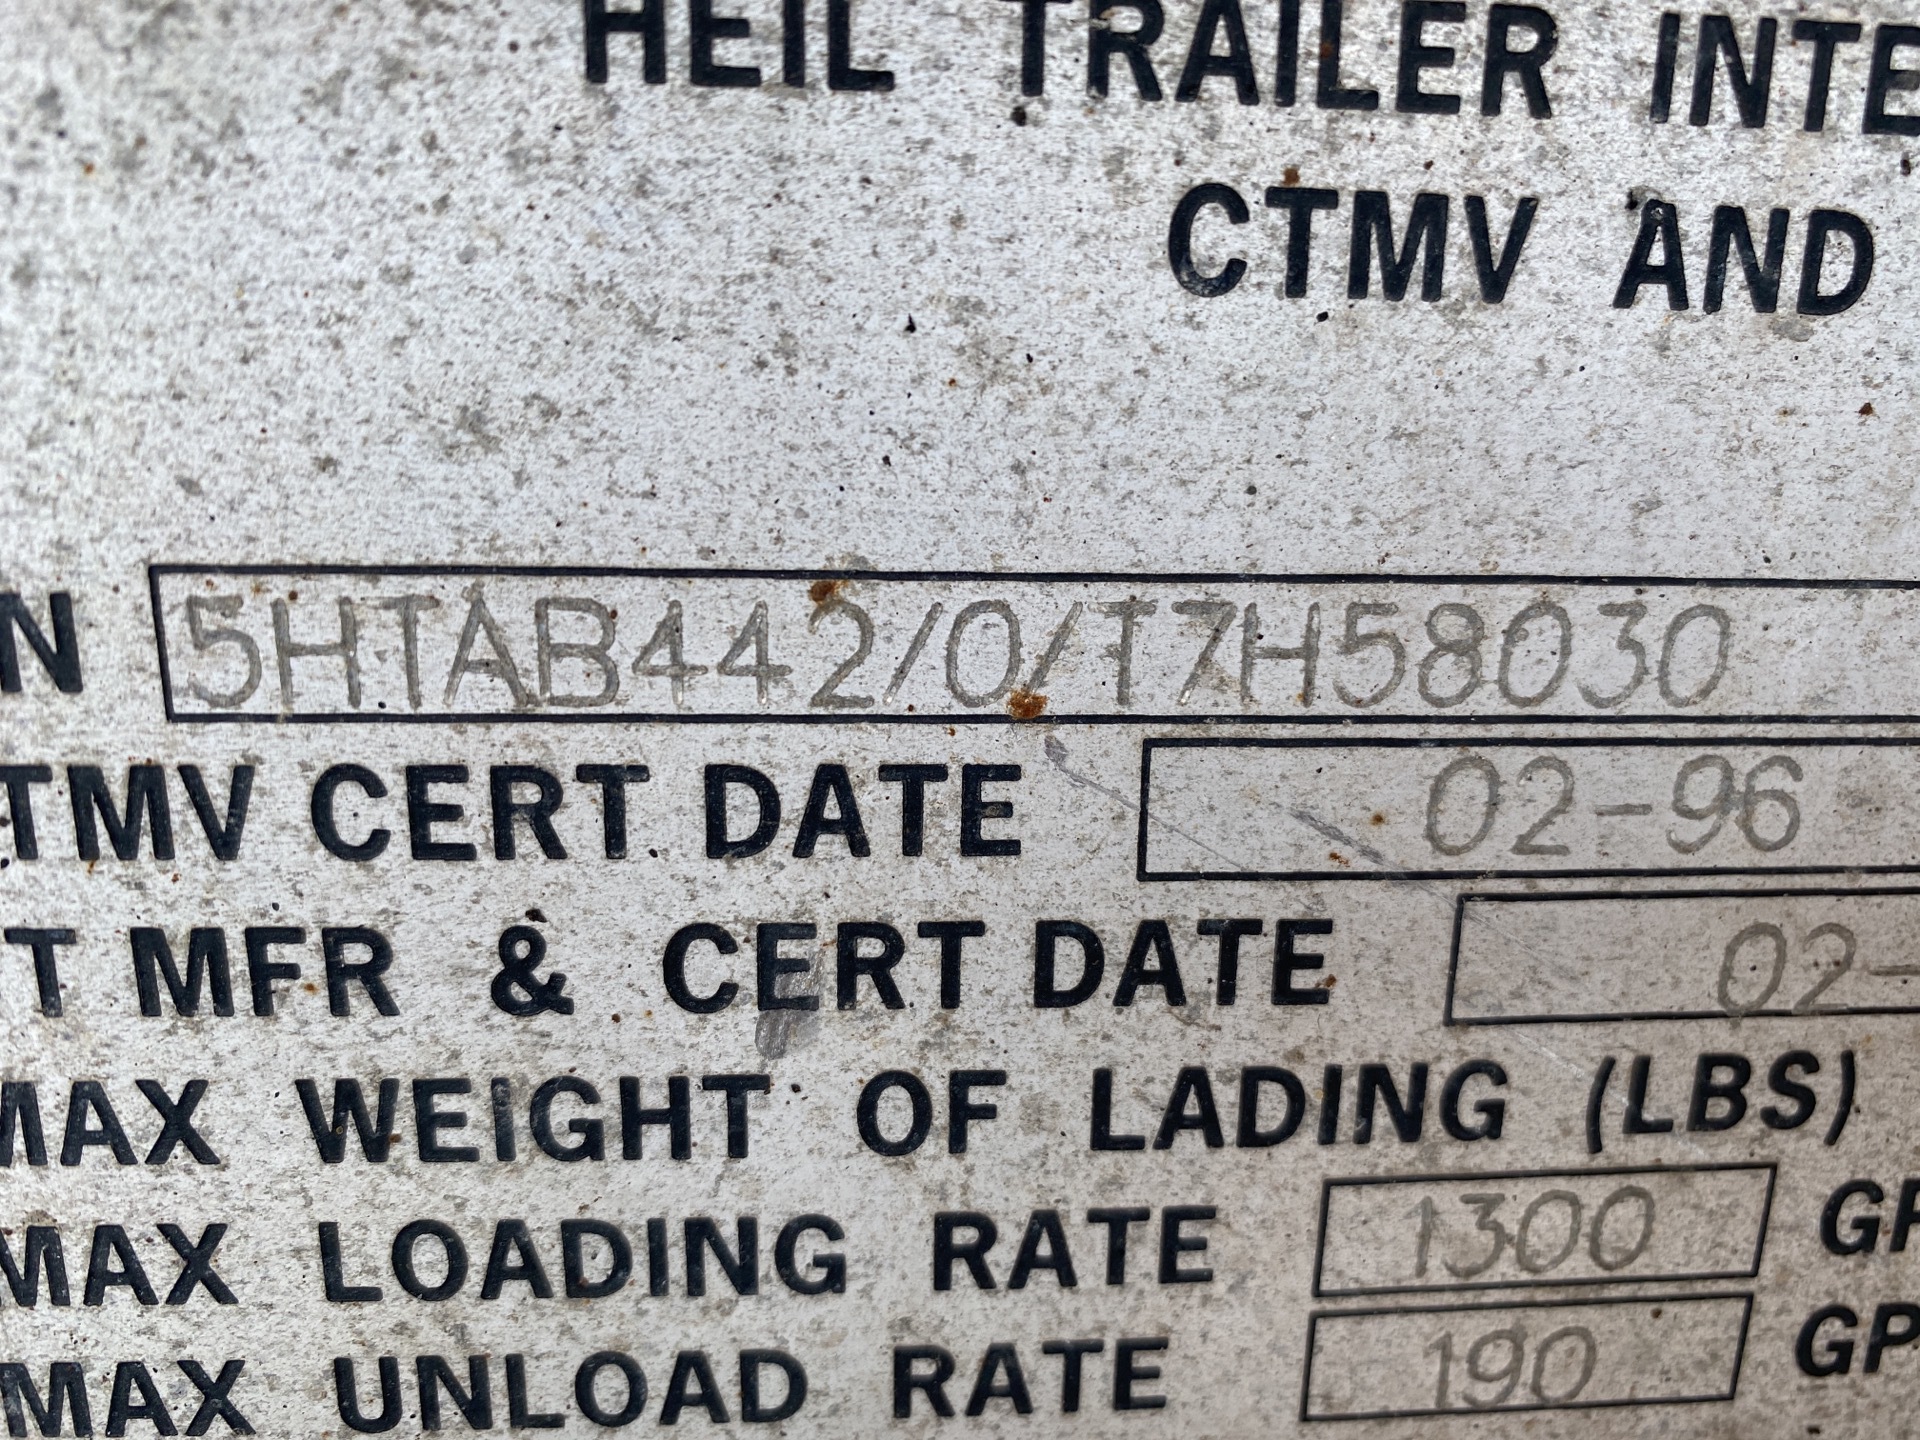 HEIL TRAILER INTE
CTMV AND
N 5HTAB442/0/T7H58030
TMV CERT DATE 02-96
T MFR & CERT DATE 02-
MAX WEIGHT OF LADING (LBS)
MAX LOADING RATE 1300 GP
MAX UNLOAD RATE 190 GP